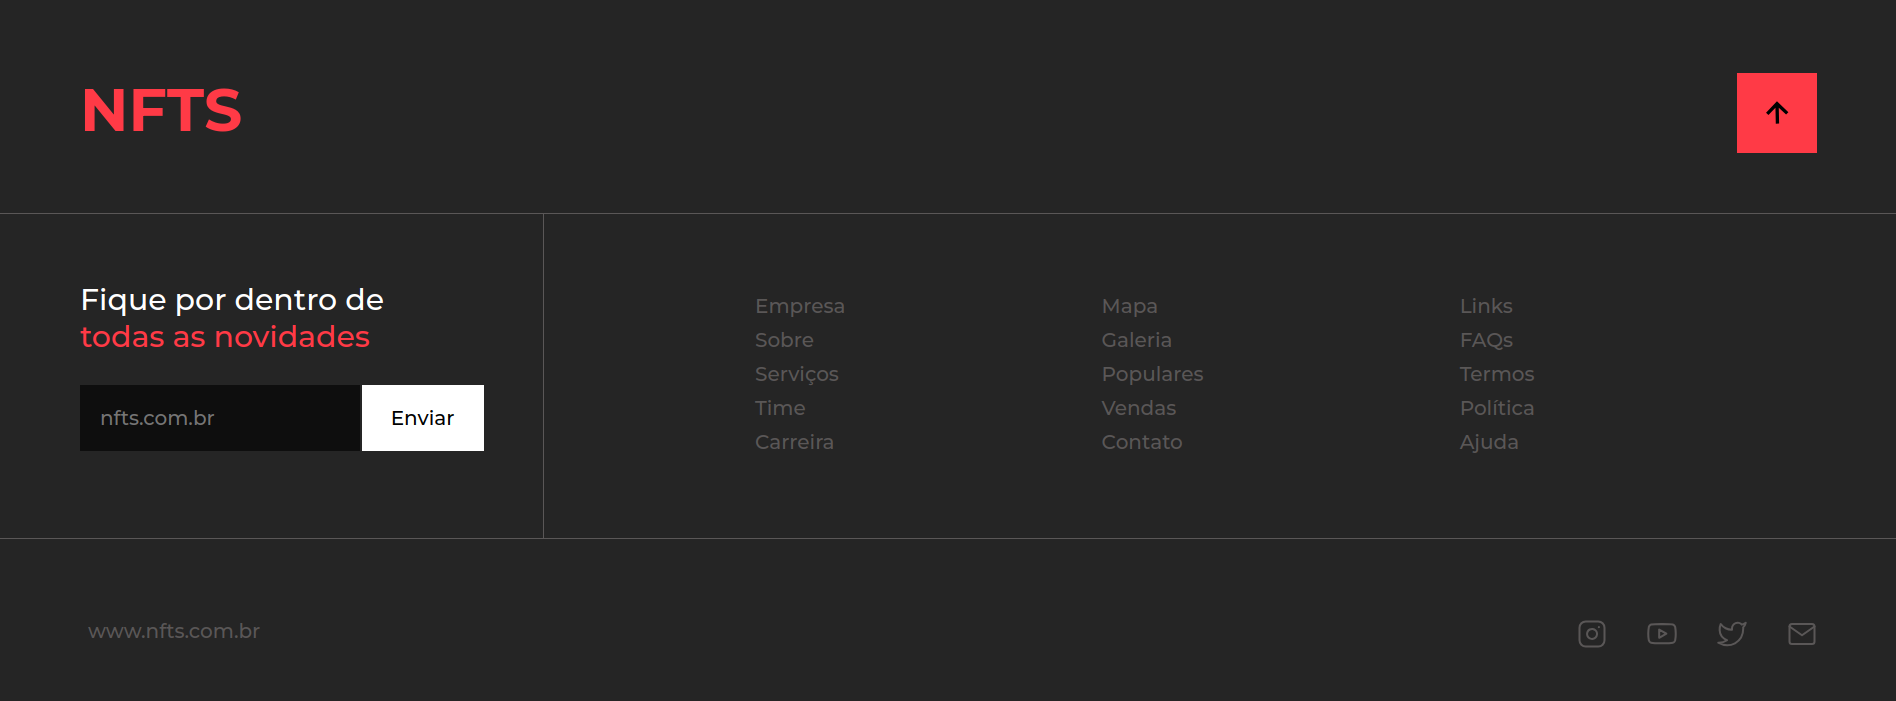 NFTS
Fique por dentro de
todas as novidades
nfts.com.br
Enviar
Empresa
Sobre
Serviços
Time
Carreira
Mapa
Galeria
Populares
Vendas
Contato
Links
FAQs
Termos
Política
Ajuda
www.nfts.com.br